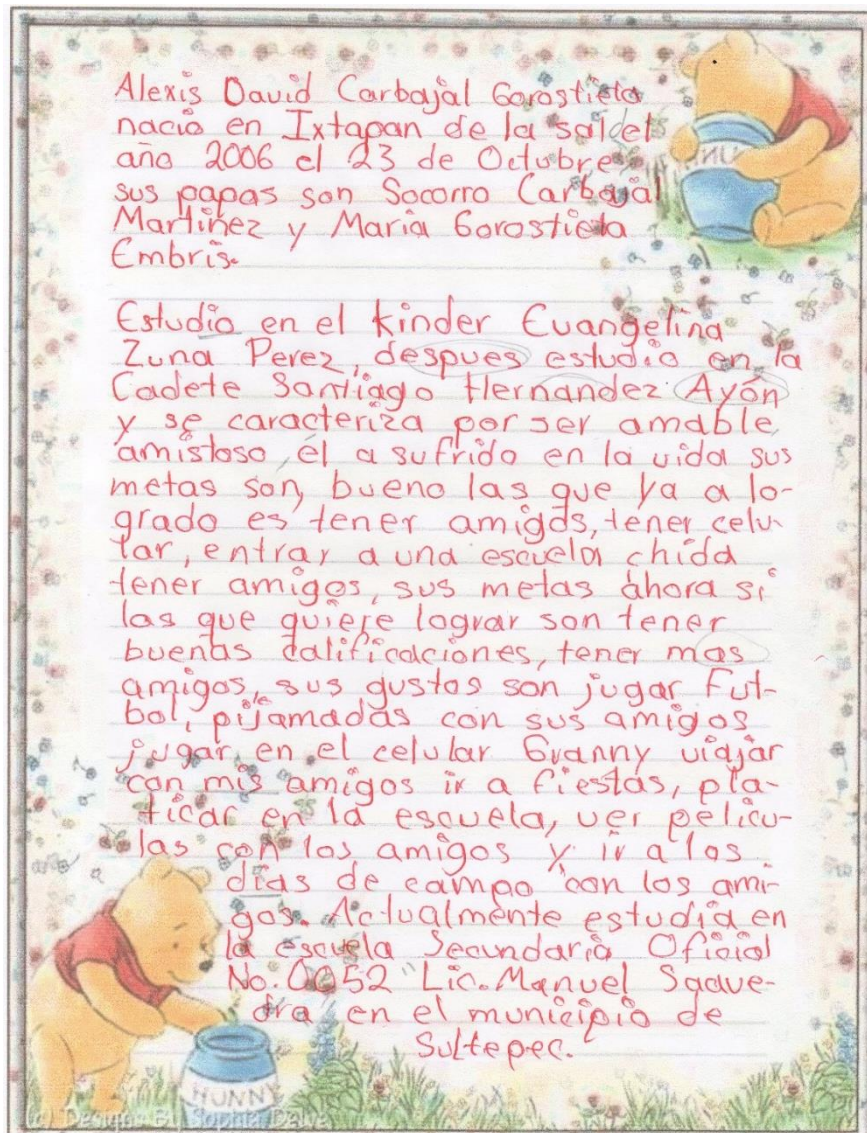 Alexis David Carbajal Gorostieta
nació en Ixtapan de la sal el
año 2006 el 23 de Octubre
sus papas son Socorro Carbajal
Martinez y Maria Gorostieta
Embris.
Estudio en el kinder Evangelina
Zuna Perez, despues estudio en la
Cadete Santiago Hernandez Ayón
y se caracteriza por ser amable,
amistoso él a sufrido en la vida sus
metas son, bueno las que ya a lo-
grado es tener amigos, tener celu-
lar, entrar a una escuela chida
tener amigos, sus metas ahora si
las que quiere lograr son tener
buenas calificaciones, tener mas
amigos, sus gustos son jugar Fut-
bol, pijamadas con sus amigos
jugar en el celular Granny viajar
con mis amigos ir a fiestas, pla-
ticar en la escuela, ver pelicu-
las con los amigos y ir a los
días de campo con los ami-
gos. Actualmente estudia en
la escuela Secundaria Oficial
No. 0052 "Lic. Manuel Saave-
dra en el municipio de
Sultepec.
HUNNY
(c) Designs By Sophia Delve